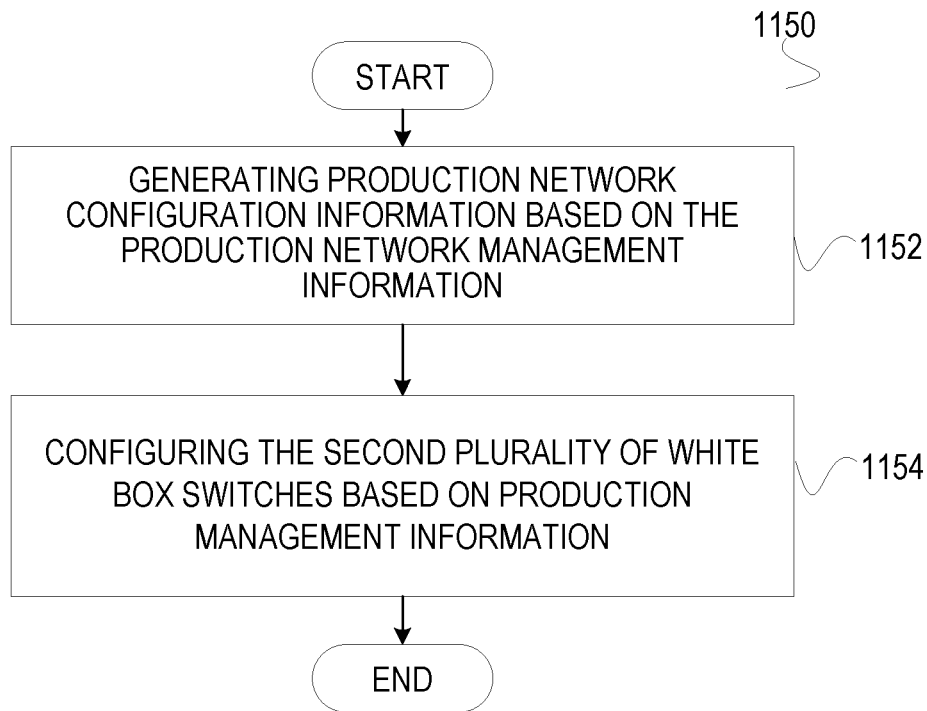 1150
START
GENERATING PRODUCTION NETWORK
CONFIGURATION INFORMATION BASED ON THE
PRODUCTION NETWORK MANAGEMENT
INFORMATION
1152
CONFIGURING THE SECOND PLURALITY OF WHITE
BOX SWITCHES BASED ON PRODUCTION
MANAGEMENT INFORMATION
1154
END